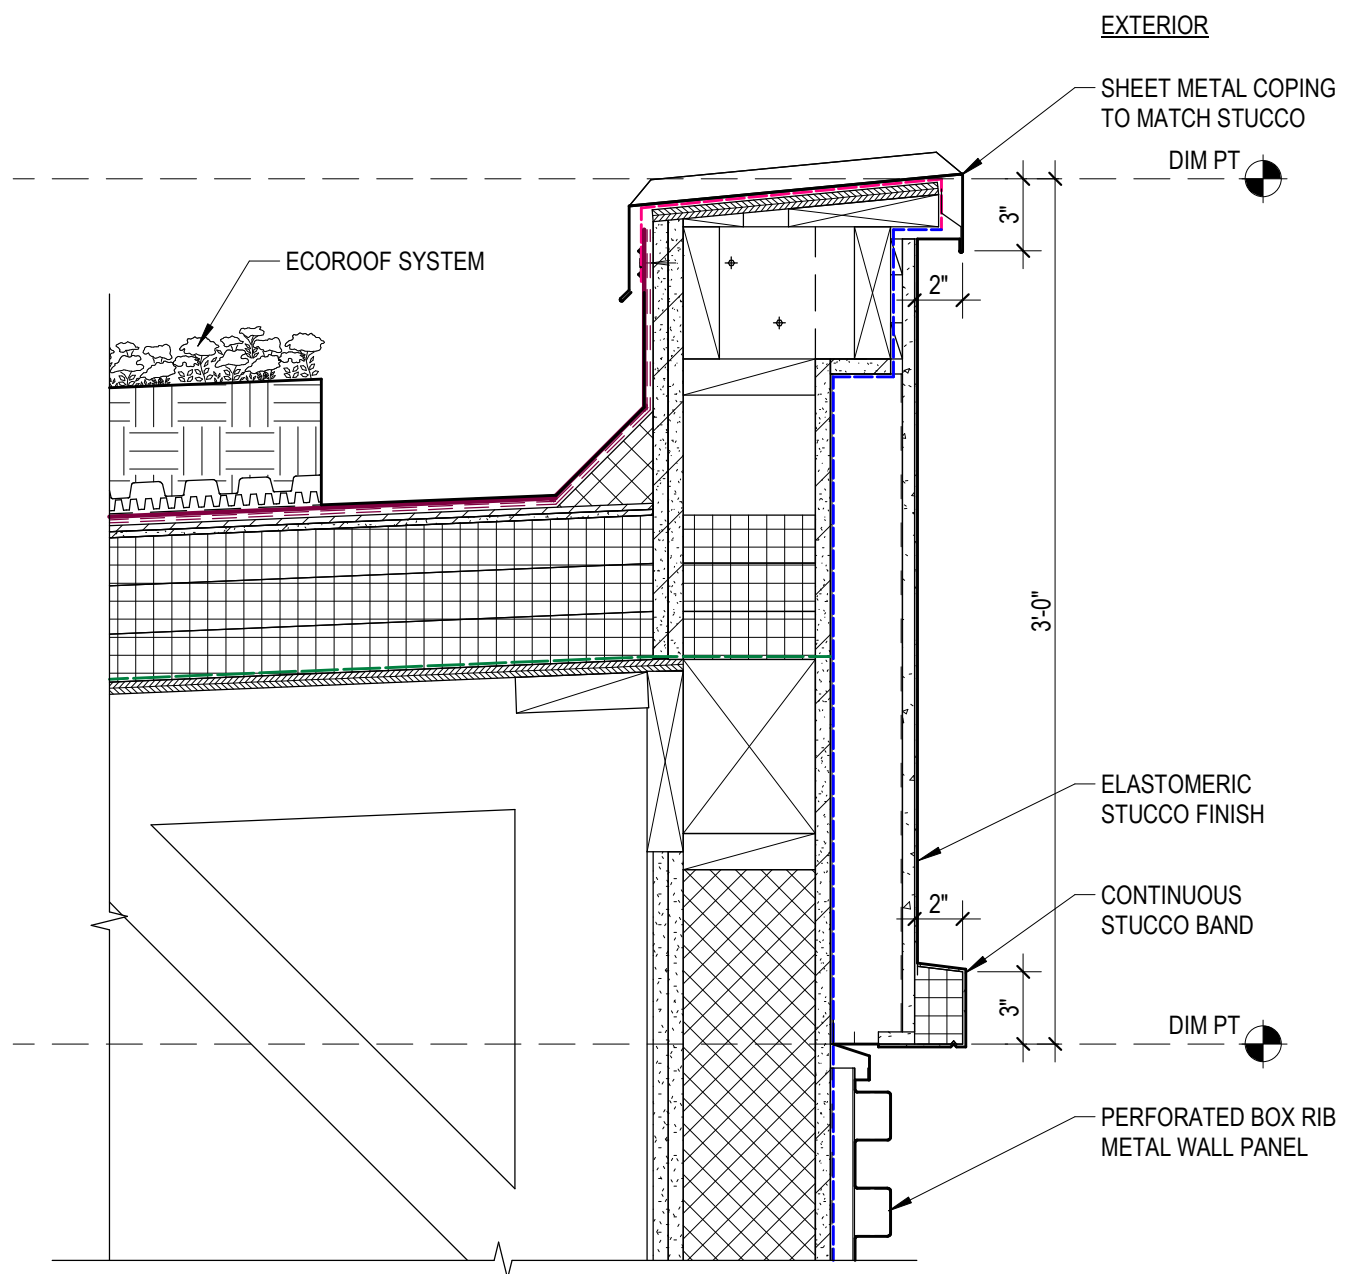 EXTERIOR
SHEET METAL COPING
TO MATCH STUCCO
DIM PT
3"
ECOROOF SYSTEM
2"
3'-0"
ELASTOMERIC
STUCCO FINISH
CONTINUOUS
STUCCO BAND
2"
3"
DIM PT
PERFORATED BOX RIB
METAL WALL PANEL